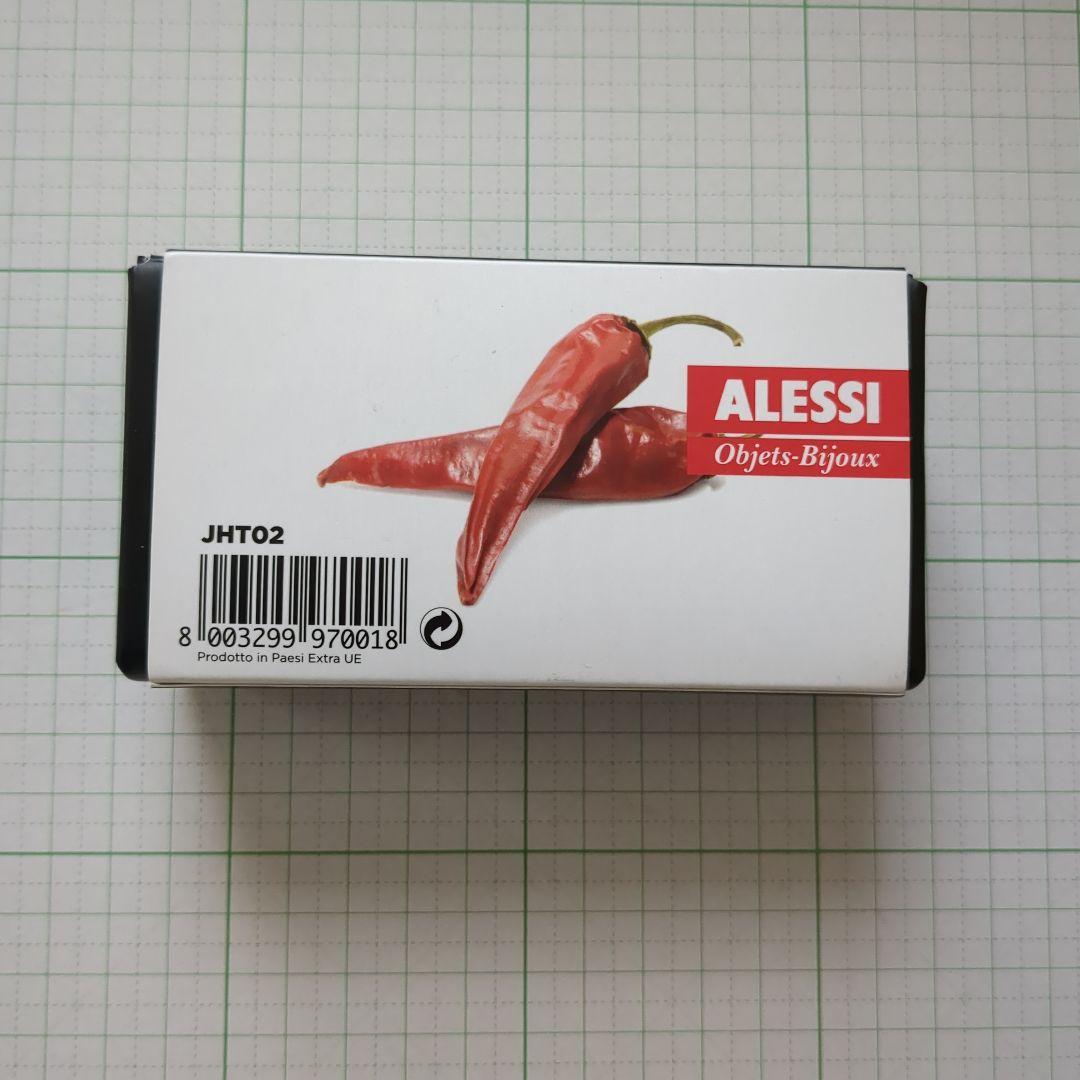 ALESSI
Objets-Bijoux
JHT02
8 003299 970018
Prodotto in Paesi Extra UE